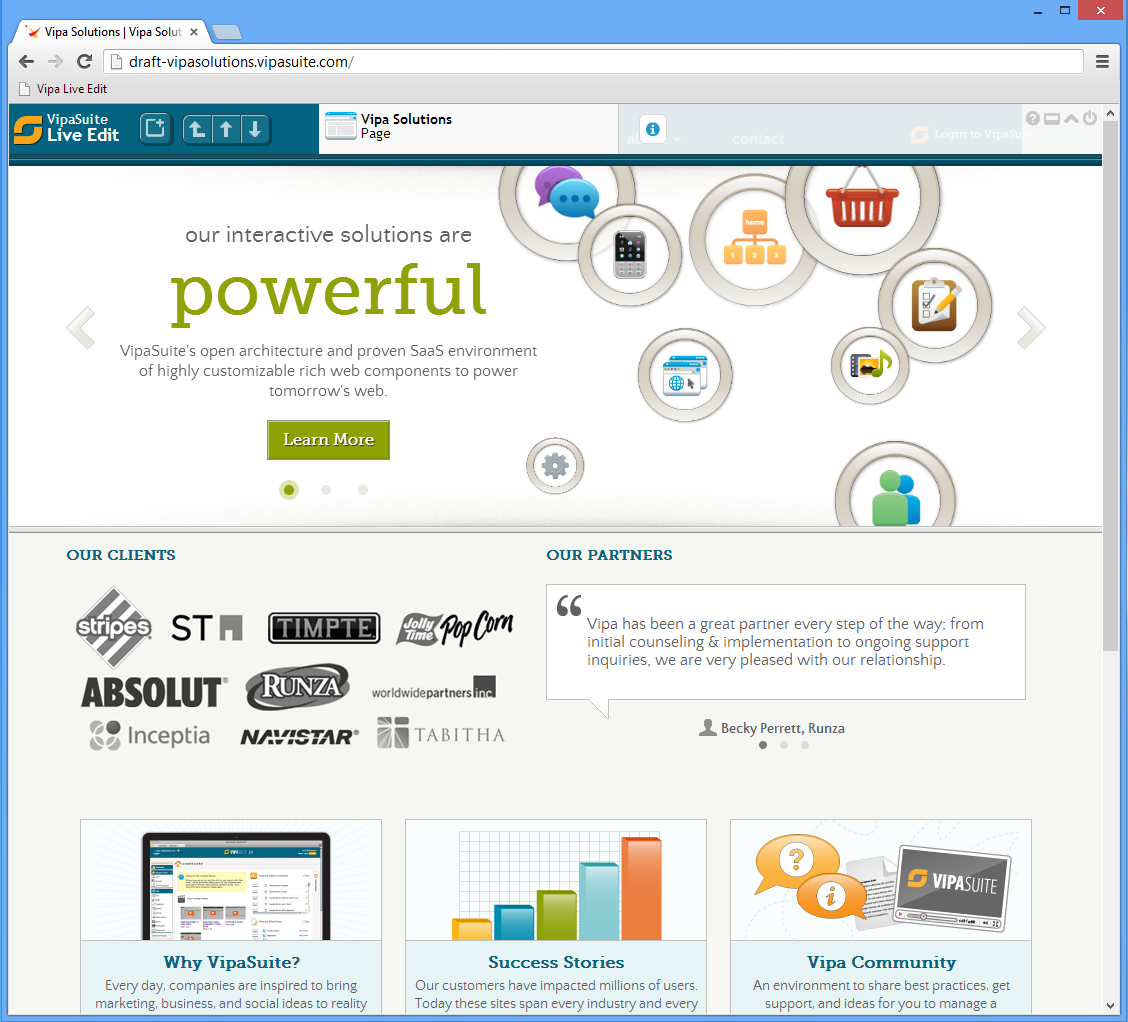 Vipa Solutions | Vipa Solut
draft-vipasolutions.vipasuite.com/
Vipa Live Edit
VipaSuite
Live Edit
Vipa Solutions
Page
contact
Login to VipaSuite
our interactive solutions are
powerful
home
1 2 3
VipaSuite's open architecture and proven SaaS environment
of highly customizable rich web components to power
tomorrow's web.
Learn More
OUR CLIENTS
OUR PARTNERS
stripes
ST
TIMPTE
Jolly Time Pop Corn
“
Vipa has been a great partner every step of the way; from
initial counseling & implementation to ongoing support
inquiries, we are very pleased with our relationship.
ABSOLUT®
RUNZA
worldwidepartners inc
Inceptia
NAVISTAR®
TABITHA
Becky Perrett, Runza
VIPASUITE
?
i
VIPASUITE
Why VipaSuite?
Every day, companies are inspired to bring
marketing, business, and social ideas to reality
Success Stories
Our customers have impacted millions of users.
Today these sites span every industry and every
Vipa Community
An environment to share best practices, get
support, and ideas for you to manage a